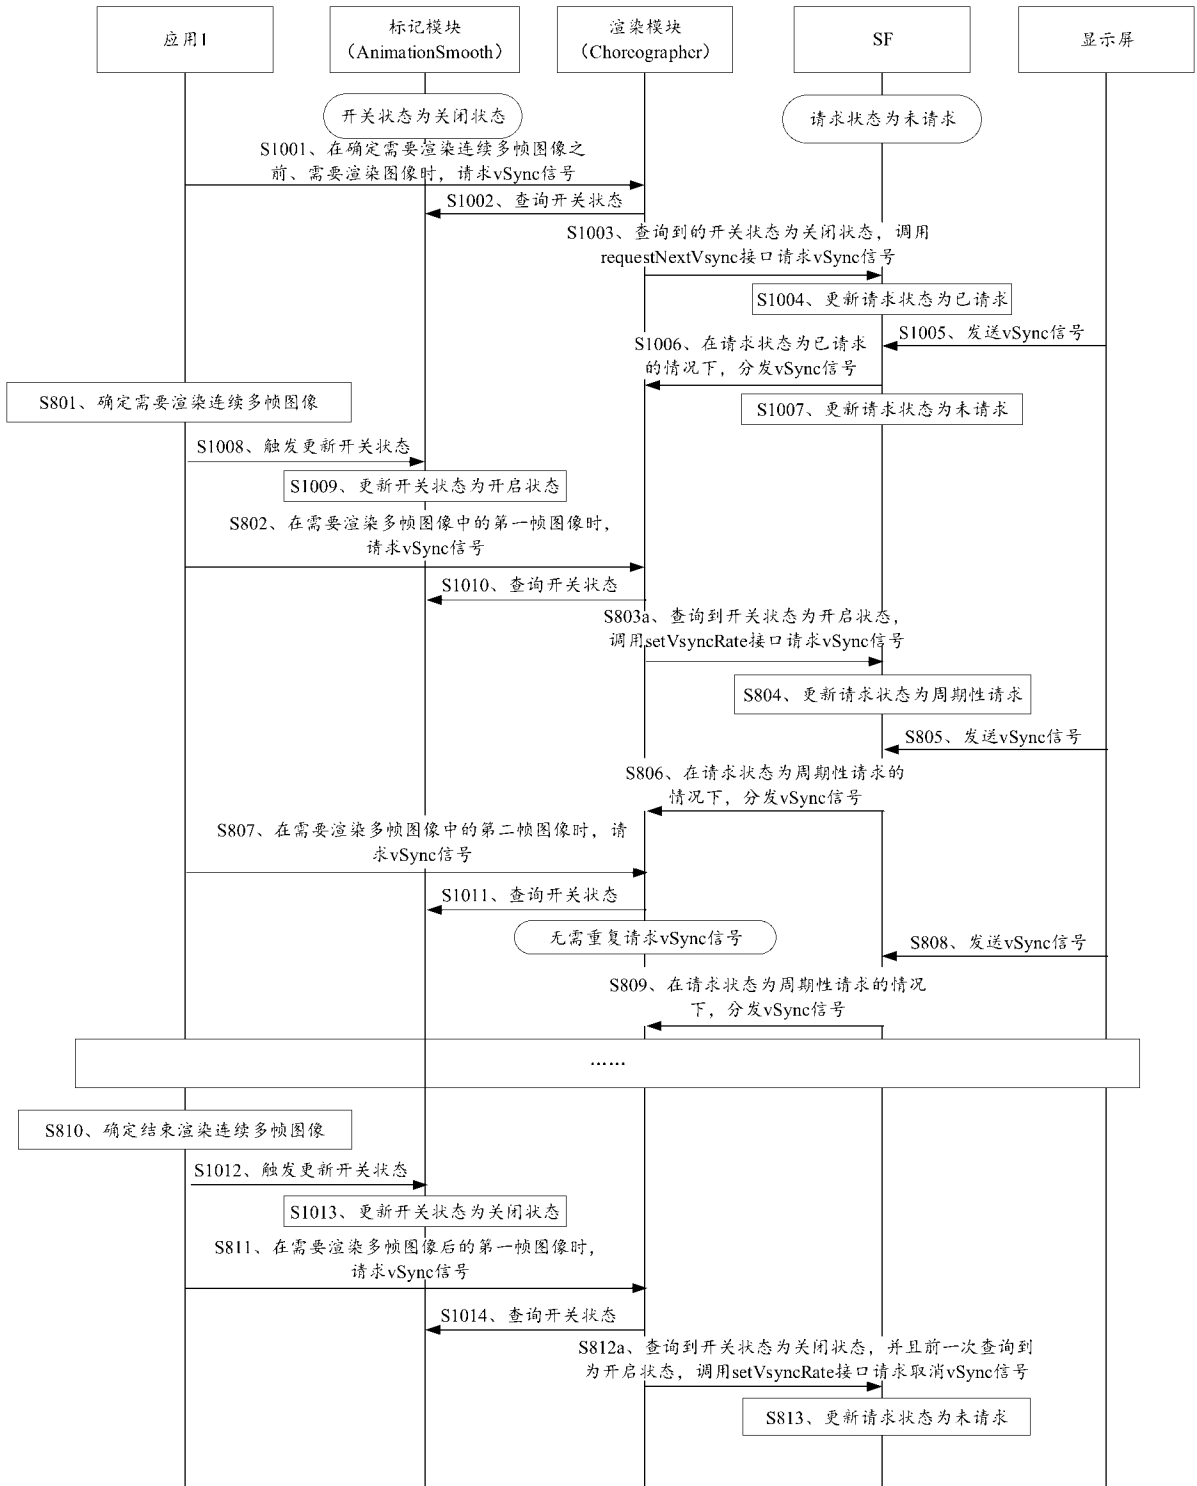 应用1
标记模块
（AnimationSmooth）
渲染模块
（Choreographer）
SF
显示屏
开关状态为关闭状态
请求状态为未请求
S1001、在确定需要渲染连续多帧图像之
前、需要渲染图像时，请求vSync信号
S1002、查询开关状态
S1003、查询到的开关状态为关闭状态，调用
requestNextVsync接口请求vSync信号
S1004、更新请求状态为已请求
S1005、发送vSync信号
S1006、在请求状态为已请求
的情况下，分发vSync信号
S801、确定需要渲染连续多帧图像
S1007、更新请求状态为未请求
S1008、触发更新开关状态
S1009、更新开关状态为开启状态
S802、在需要渲染多帧图像中的第一帧图像时，
请求vSync信号
S1010、查询开关状态
S803a、查询到开关状态为开启状态，
调用setVsyncRate接口请求vSync信号
S804、更新请求状态为周期性请求
S805、发送vSync信号
S806、在请求状态为周期性请求的
情况下，分发vSync信号
S807、在需要渲染多帧图像中的第二帧图像时，请
求vSync信号
S1011、查询开关状态
无需重复请求vSync信号
S808、发送vSync信号
S809、在请求状态为周期性请求的情况
下，分发vSync信号
……
S810、确定结束渲染连续多帧图像
S1012、触发更新开关状态
S1013、更新开关状态为关闭状态
S811、在需要渲染多帧图像后的第一帧图像时，
请求vSync信号
S1014、查询开关状态
S812a、查询到开关状态为关闭状态，并且前一次查询到
为开启状态，调用setVsyncRate接口请求取消vSync信号
S813、更新请求状态为未请求